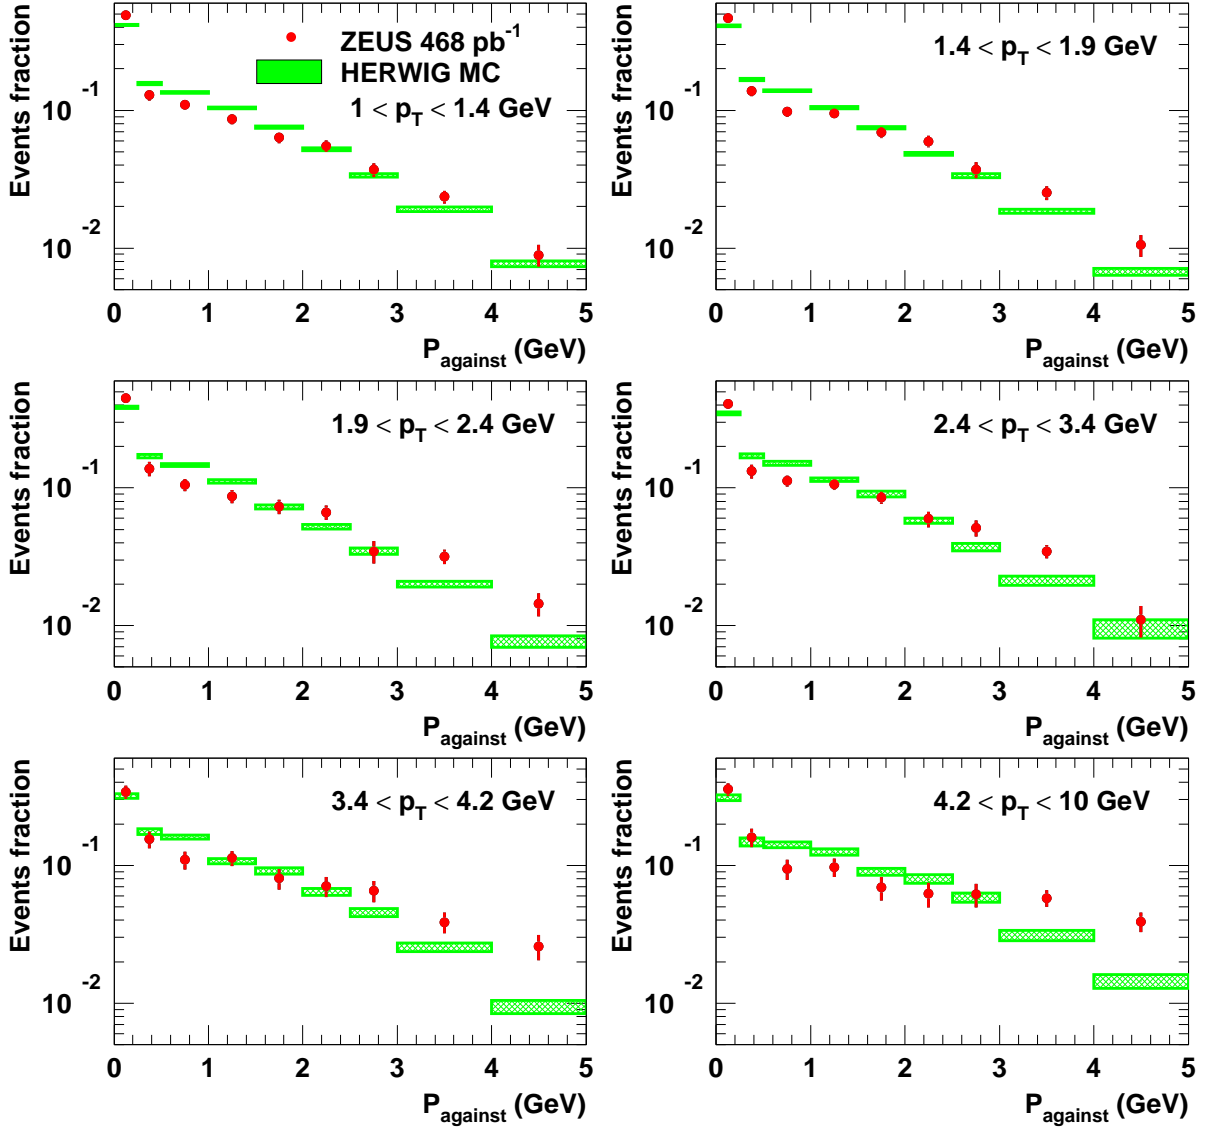 Events fraction
ZEUS 468 pb-1
HERWIG MC
1 < pT < 1.4 GeV
10-1
10-2
0 1 2 3 4 5
Pagainst (GeV)
Events fraction
1.4 < pT < 1.9 GeV
10-1
10-2
0 1 2 3 4 5
Pagainst (GeV)
Events fraction
1.9 < pT < 2.4 GeV
10-1
10-2
0 1 2 3 4 5
Pagainst (GeV)
Events fraction
2.4 < pT < 3.4 GeV
10-1
10-2
0 1 2 3 4 5
Pagainst (GeV)
Events fraction
3.4 < pT < 4.2 GeV
10-1
10-2
0 1 2 3 4 5
Pagainst (GeV)
Events fraction
4.2 < pT < 10 GeV
10-1
10-2
0 1 2 3 4 5
Pagainst (GeV)